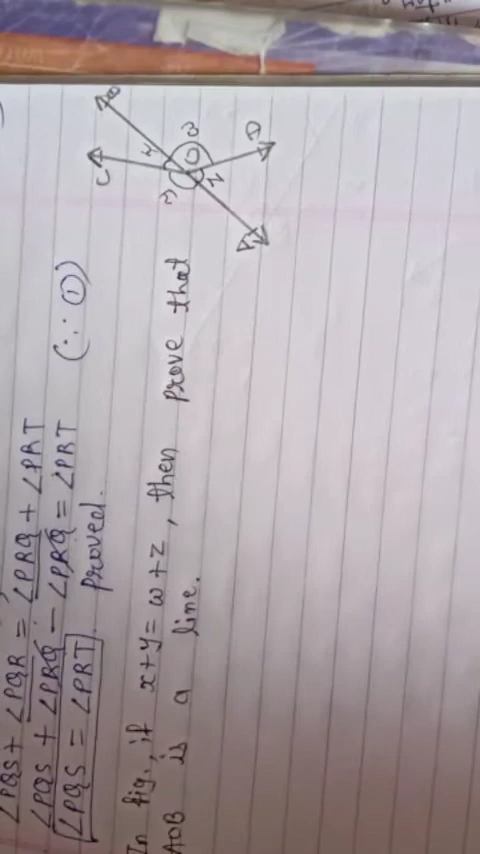 ∠PQS + ∠PQR = ∠PRQ + ∠PRT
∠PQS + ∠PRQ - ∠PRQ = ∠PRT (∵ ①)
∠PQS = ∠PRT. Proved.
In fig., if x+y = ω+z, then prove that
AOB is a line.
C
B
y
x
ω
O
z
D
A